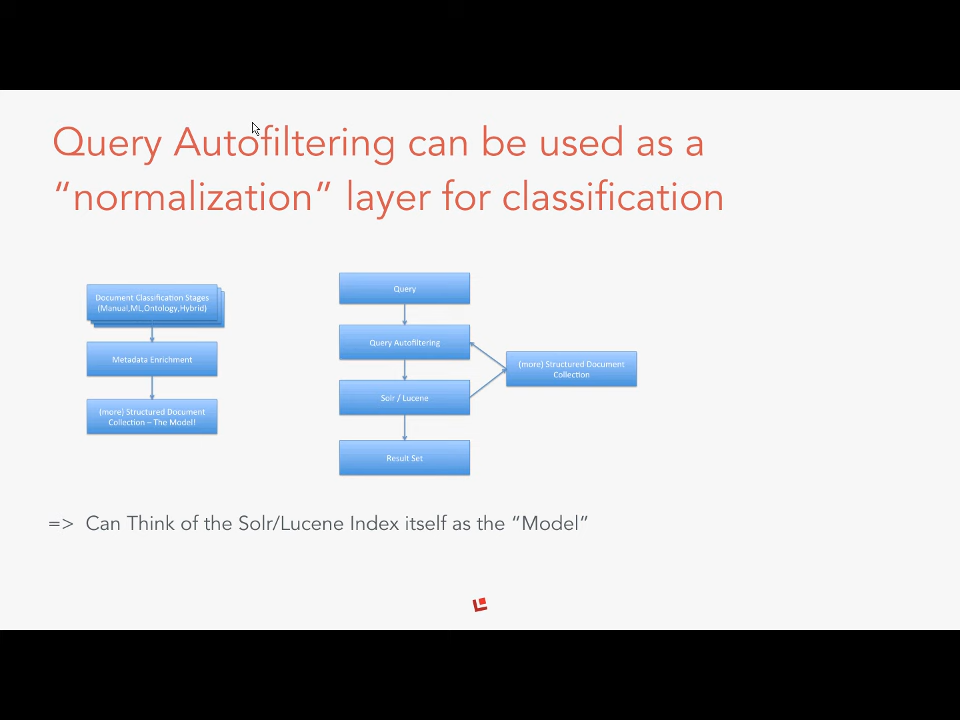 Query Autofiltering can be used as a
“normalization” layer for classification
Document Classification Stages
(Manual,ML,Ontology,Hybrid)
Metadata Enrichment
(more) Structured Document
Collection – The Model!
Query
Query Autofiltering
Solr / Lucene
Result Set
(more) Structured Document
Collection
=> Can Think of the Solr/Lucene Index itself as the “Model”